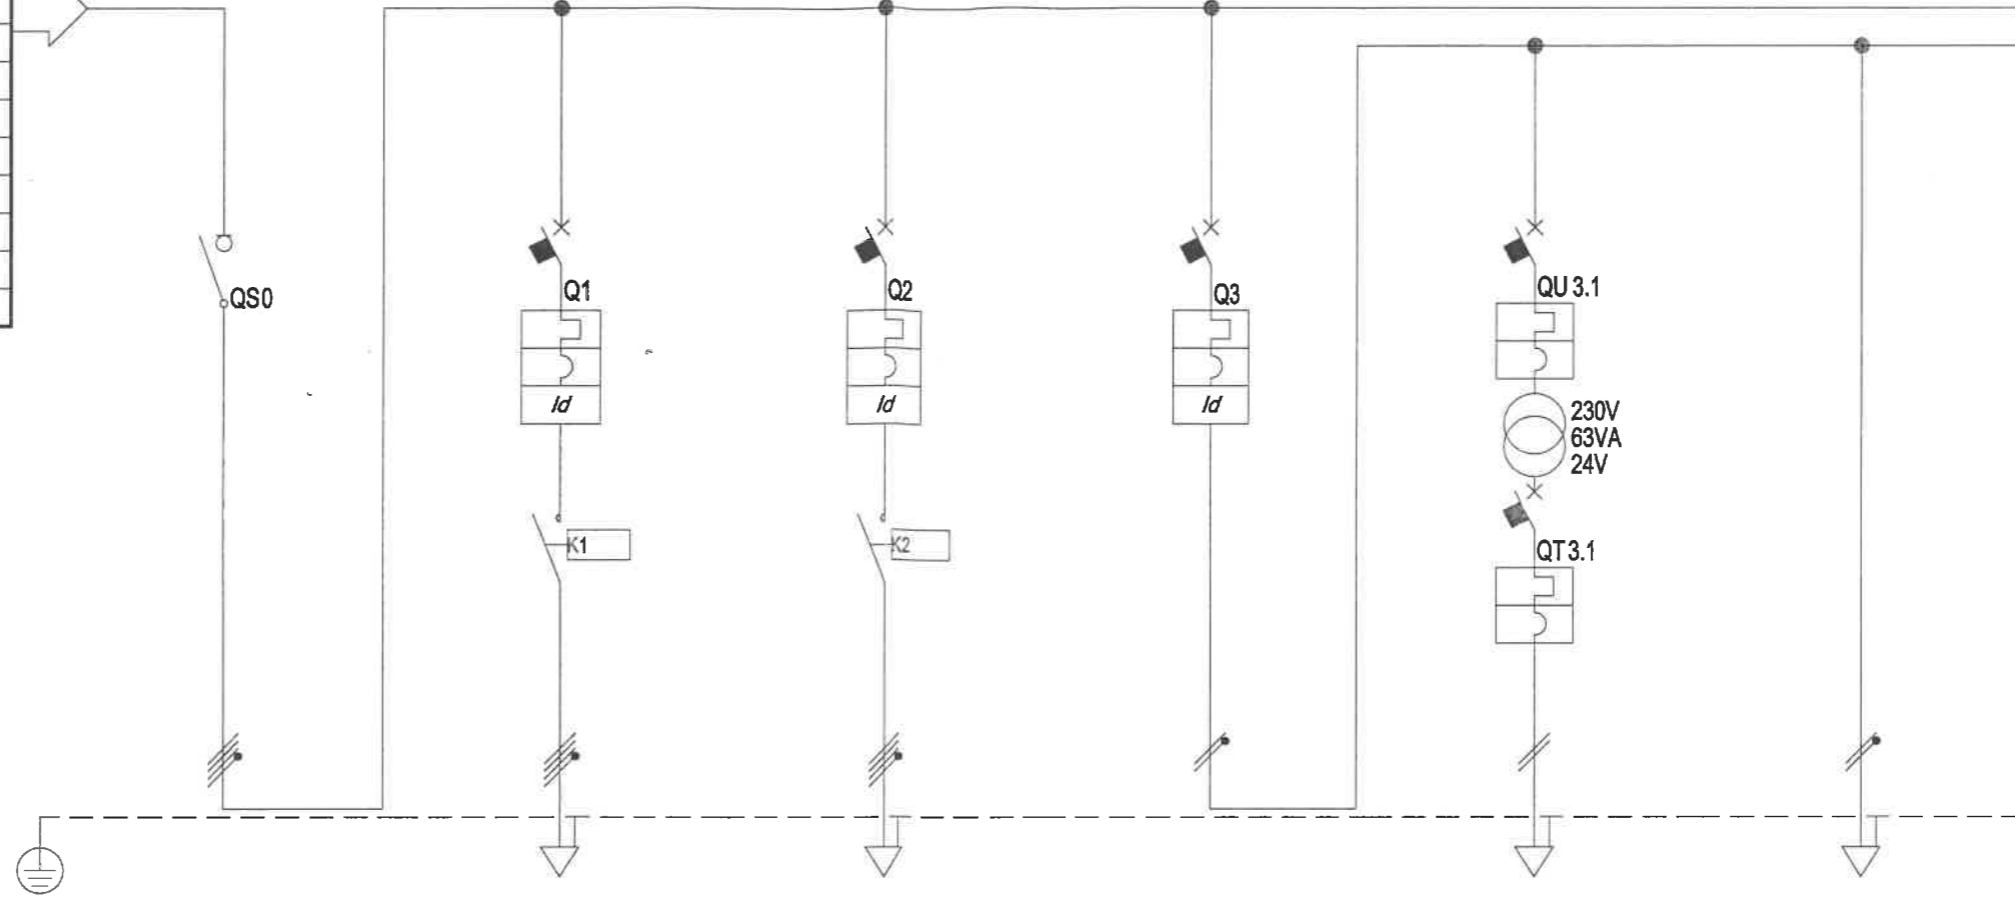 QS0
Q1
Q2
Q3
QU 3.1
Id
Id
Id
230V
63VA
24V
K1
K2
QT 3.1